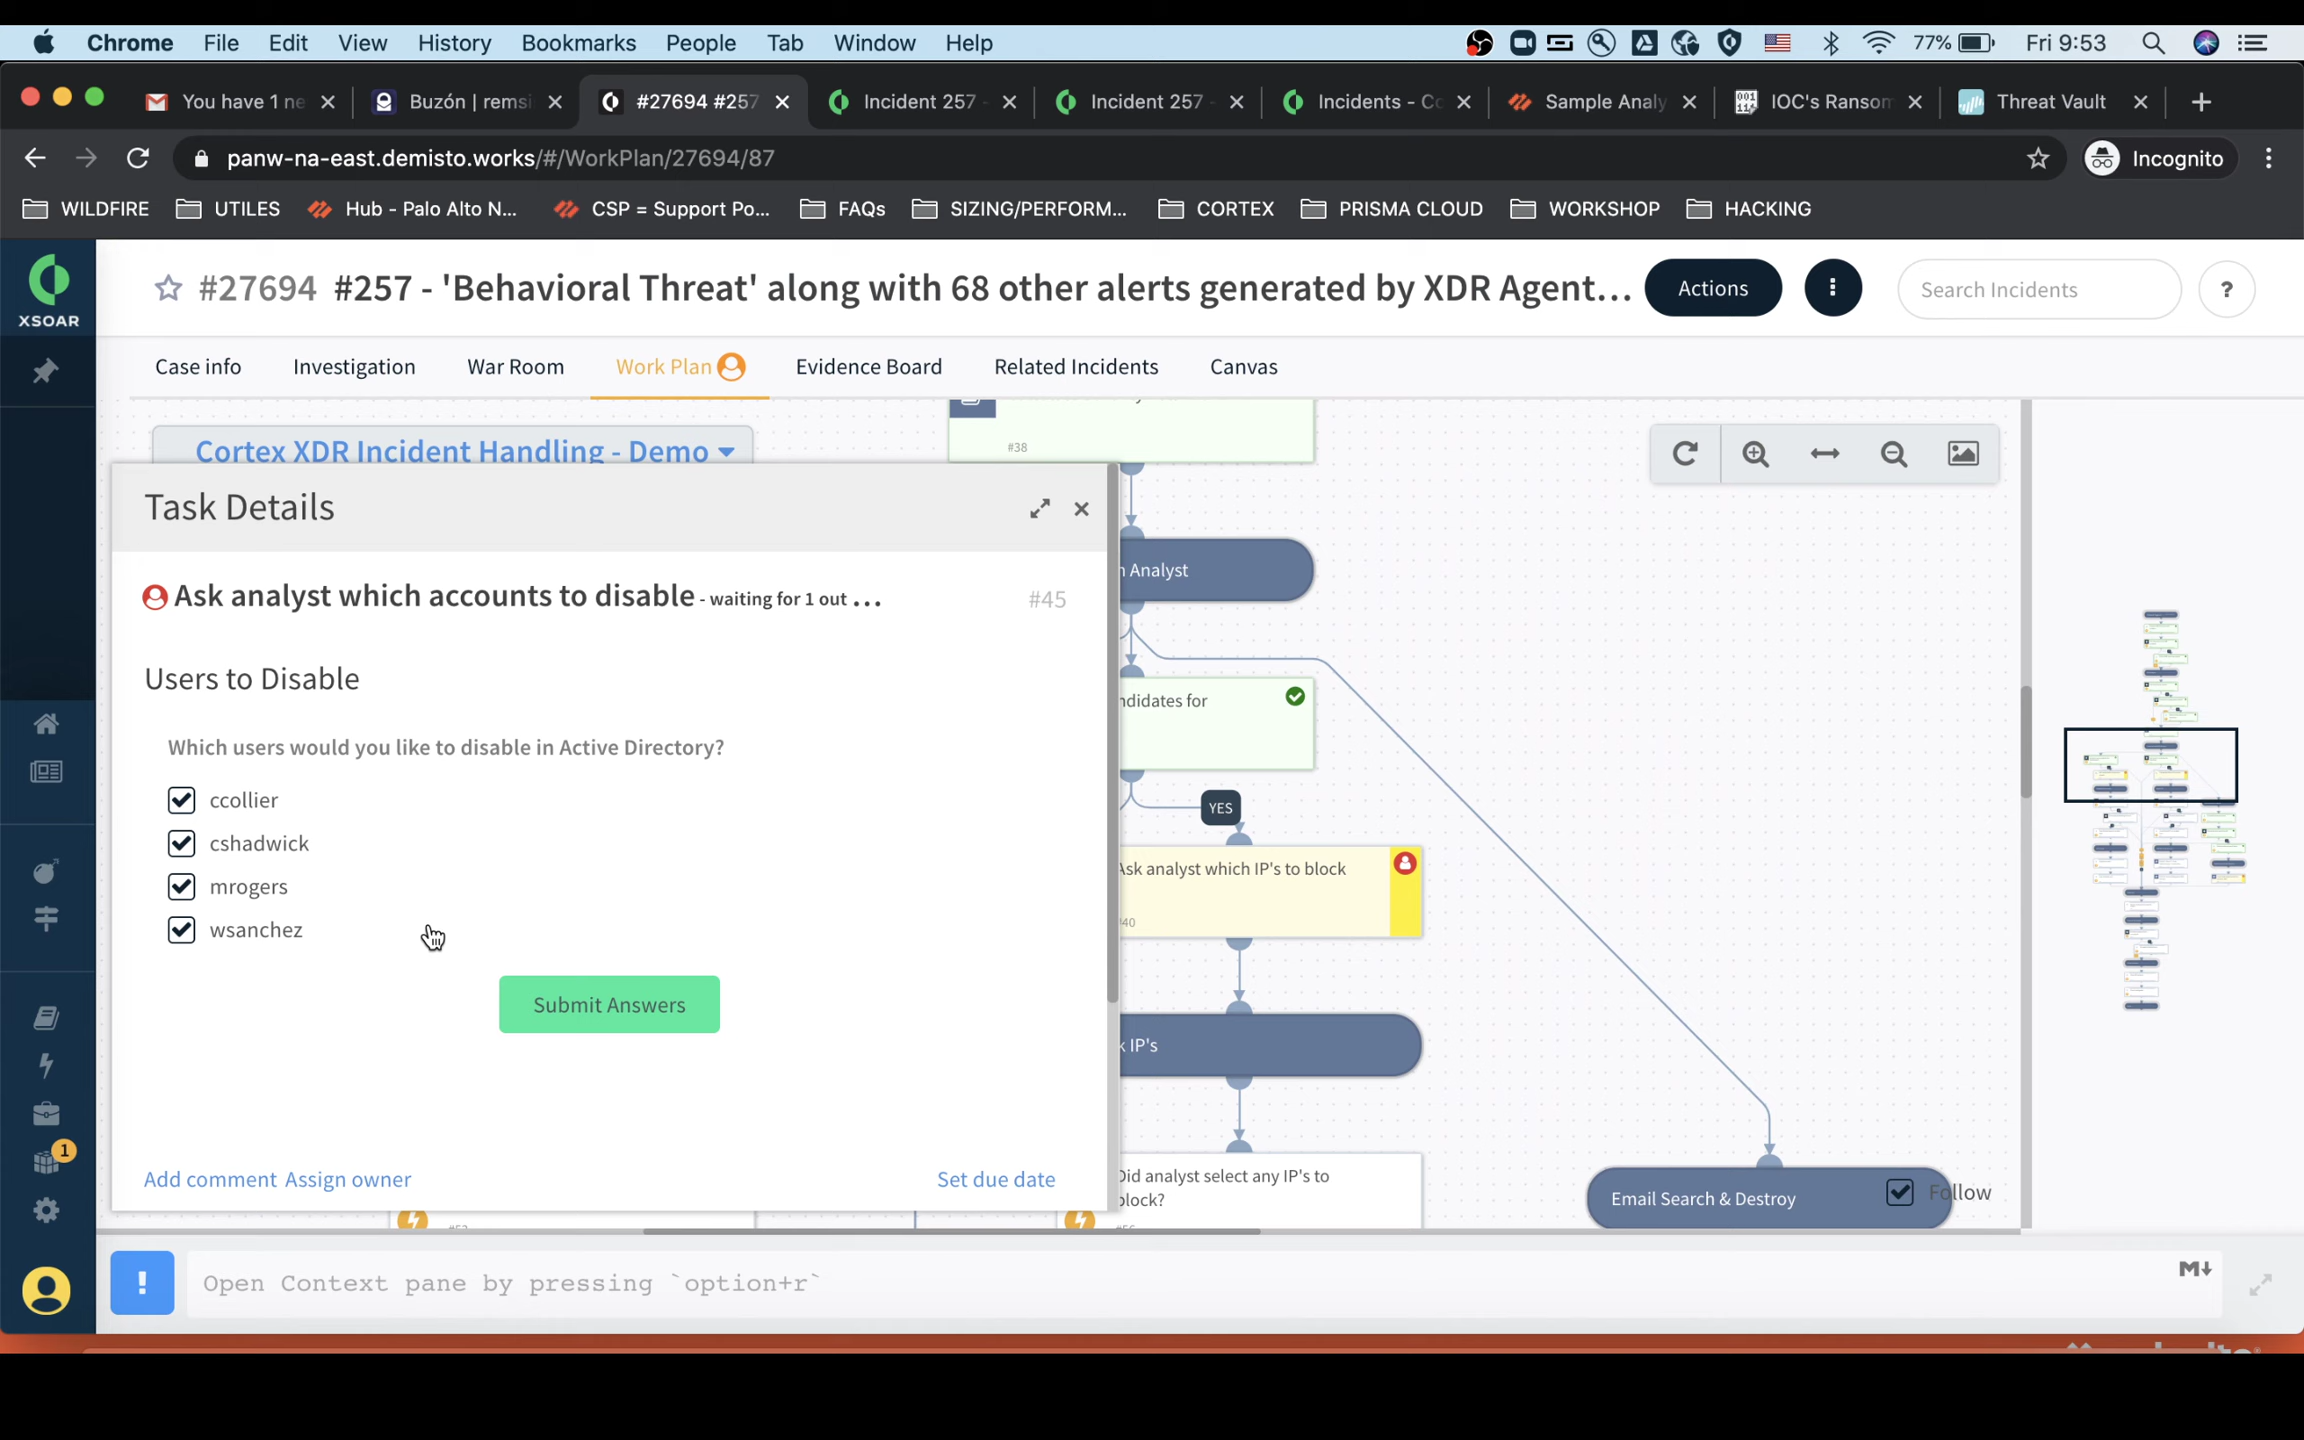 Chrome File Edit View History Bookmarks People Tab Window Help 77% Fri 9:53
You have 1 ne Buzón | remsi #27694 #257 Incident 257 - Incident 257 - Incidents - Co Sample Analy IOC's Ransom Threat Vault
panw-na-east.demisto.works/#/WorkPlan/27694/87 Incognito
WILDFIRE UTILES Hub - Palo Alto N... CSP = Support Po... FAQs SIZING/PERFORM... CORTEX PRISMA CLOUD WORKSHOP HACKING
XSOAR
#27694 #257 - 'Behavioral Threat' along with 68 other alerts generated by XDR Agent... Actions Search Incidents ?
Case info Investigation War Room Work Plan Evidence Board Related Incidents Canvas
#38
Cortex XDR Incident Handling - Demo
Task Details
Ask analyst which accounts to disable - waiting for 1 out ... #45
Users to Disable
Which users would you like to disable in Active Directory?
ccollier
cshadwick
mrogers
wsanchez
Submit Answers
Add comment Assign owner Set due date
Analyst
ndidates for
YES
Ask analyst which IP's to block
#40
IP's
Did analyst select any IP's to
block?
Email Search & Destroy
Follow
1
! Open Context pane by pressing `option+r` M↓